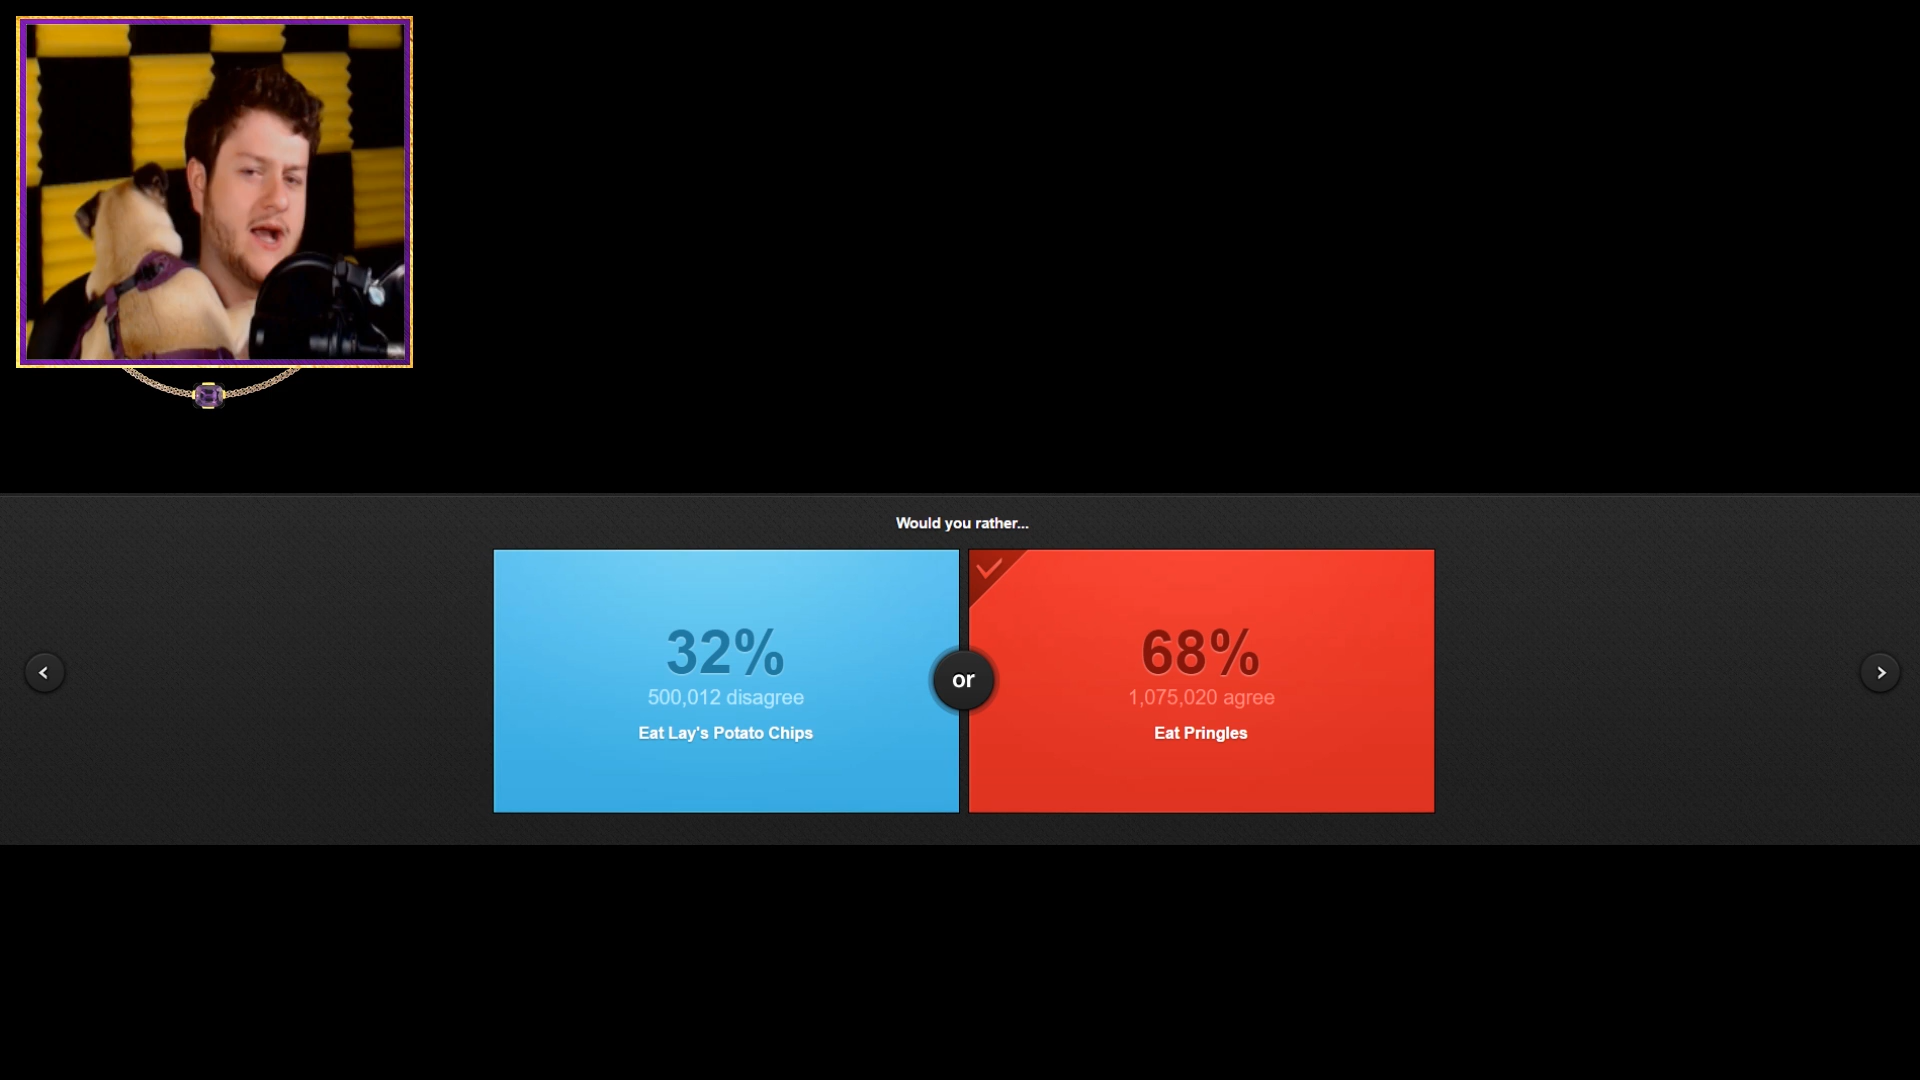 Would you rather...
32%
500,012 disagree
Eat Lay's Potato Chips
or
68%
1,075,020 agree
Eat Pringles